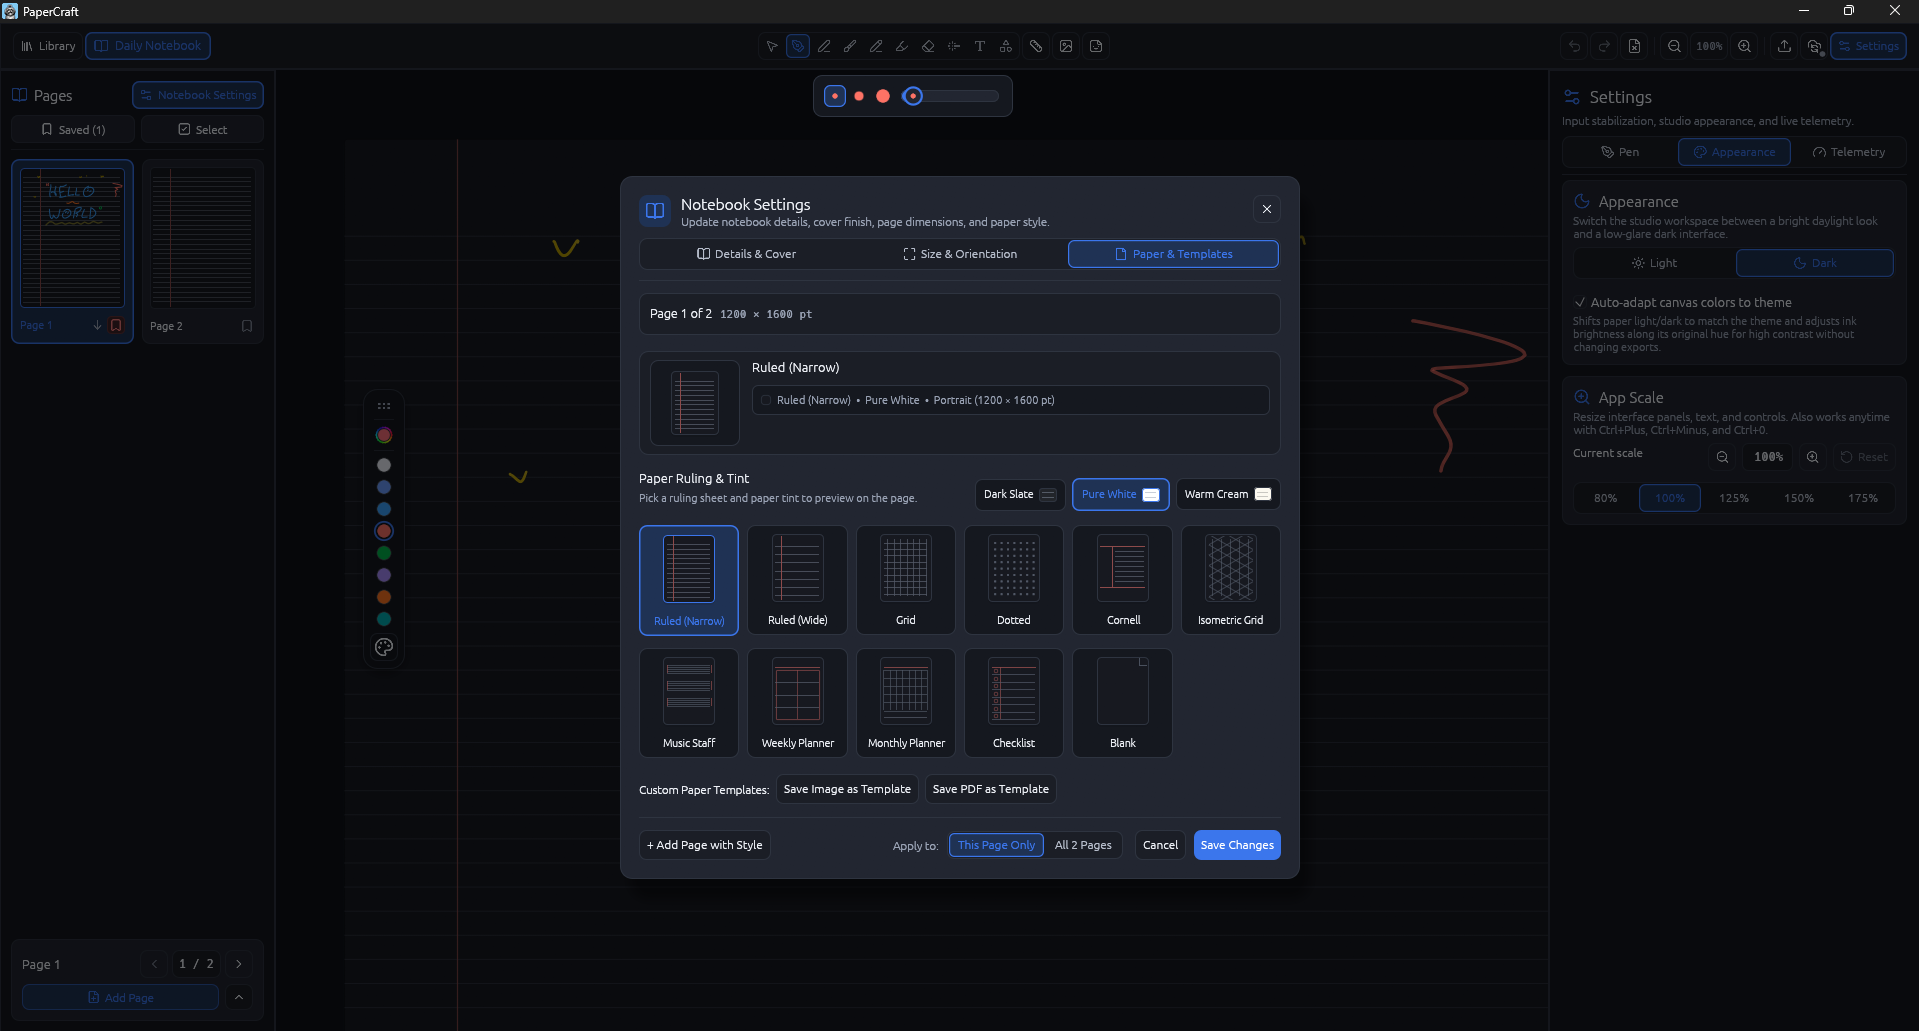 PaperCraft
Library
Daily Notebook
T
100%
Settings
Pages
Notebook Settings
Saved (1)
Select
"HELLO ?
WORLD"
Page 1
Page 2
Page 1
1 / 2
Add Page
Notebook Settings
Update notebook details, cover finish, page dimensions, and paper style.
Details & Cover
Size & Orientation
Paper & Templates
Page 1 of 2 1200 × 1600 pt
Ruled (Narrow)
Ruled (Narrow) • Pure White • Portrait (1200 × 1600 pt)
Paper Ruling & Tint
Pick a ruling sheet and paper tint to preview on the page.
Dark Slate
Pure White
Warm Cream
Ruled (Narrow)
Ruled (Wide)
Grid
Dotted
Cornell
Isometric Grid
Music Staff
Weekly Planner
Monthly Planner
Checklist
Blank
Custom Paper Templates:
Save Image as Template
Save PDF as Template
+ Add Page with Style
Apply to:
This Page Only
All 2 Pages
Cancel
Save Changes
Settings
Input stabilization, studio appearance, and live telemetry.
Pen
Appearance
Telemetry
Appearance
Switch the studio workspace between a bright daylight look
and a low-glare dark interface.
Light
Dark
Auto-adapt canvas colors to theme
Shifts paper light/dark to match the theme and adjusts ink
brightness along its original hue for high contrast without
changing exports.
App Scale
Resize interface panels, text, and controls. Also works anytime
with Ctrl+Plus, Ctrl+Minus, and Ctrl+0.
Current scale
100%
Reset
80%
100%
125%
150%
175%